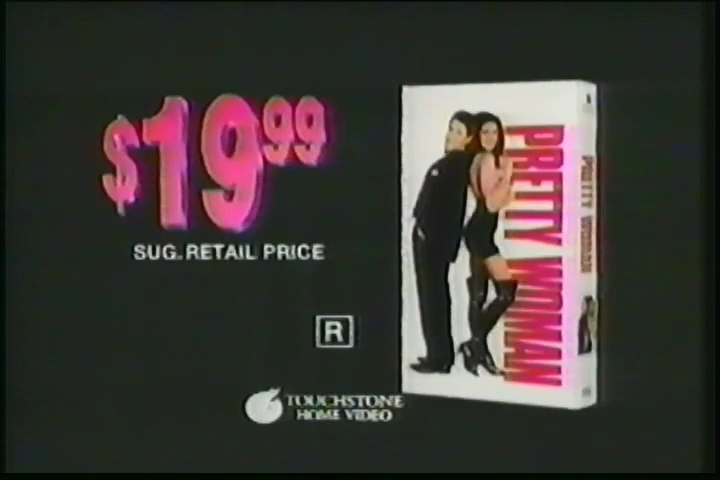 $19.99
SUG. RETAIL PRICE
R
TOUCHSTONE
HOME VIDEO
PRETTY WOMAN
PRETTY WOMAN